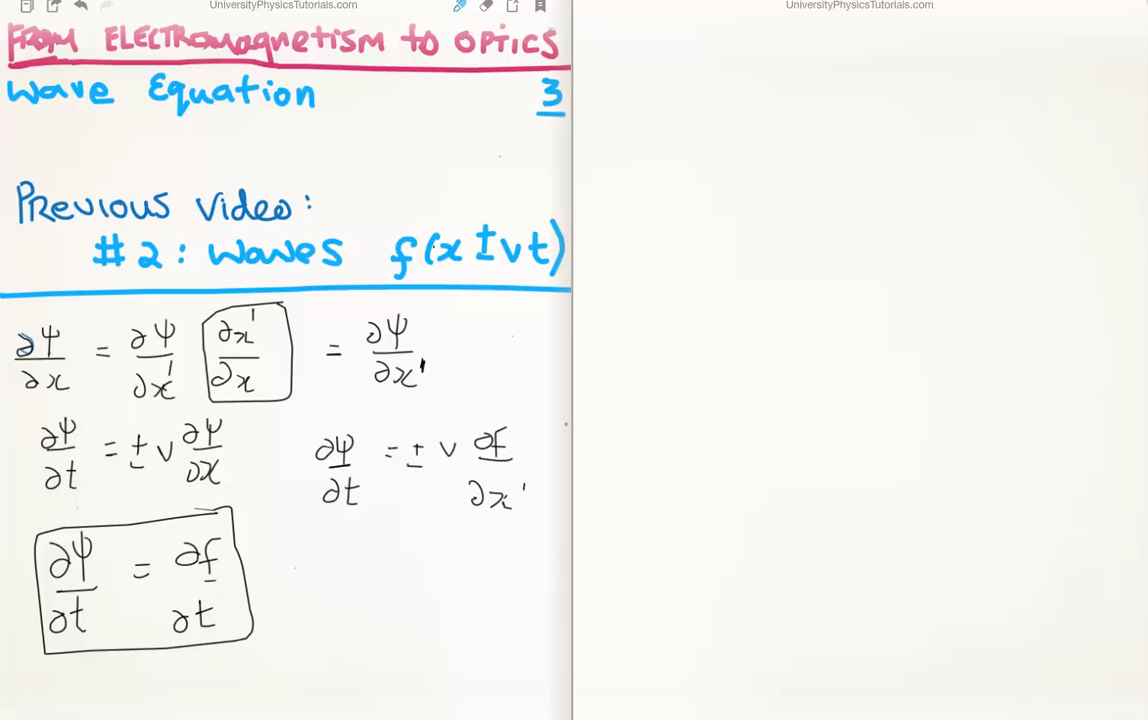 UniversityPhysicsTutorials.com
UniversityPhysicsTutorials.com
From ELECTRomagnetism to OPTICS
Wave Equation 3
Previous video:
#2: Waves f(x ± vt)
∂ψ/∂x = ∂ψ/∂x' ∂x'/∂x = ∂ψ/∂x'
∂ψ/∂t = ± v ∂ψ/∂x ∂ψ/∂t = ± v ∂f/∂x'
∂ψ/∂t = ∂f/∂t